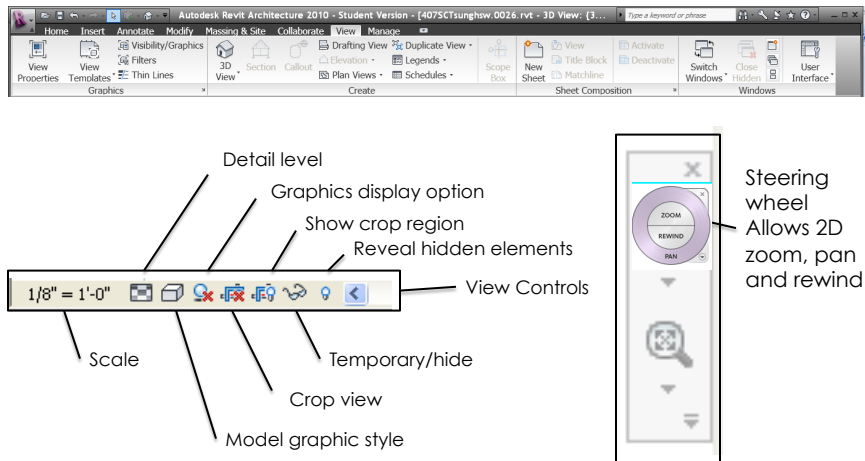 Autodesk Revit Architecture 2010 - Student Version - [407SCTsunghsw.0026.rvt - 3D View: {3... Type a keyword or phrase
Home Insert Annotate Modify Massing & Site Collaborate View Manage
View Properties
View Templates
Visibility/Graphics
Filters
Thin Lines
3D View
Section
Callout
Drafting View
Elevation
Plan Views
Duplicate View
Legends
Schedules
Scope Box
New Sheet
View
Title Block
Matchline
Activate
Deactivate
Switch Windows
Close Hidden
User Interface
Graphics Create Sheet Composition Windows
Detail level
Graphics display option
Show crop region
Reveal hidden elements
1/8" = 1'-0"
View Controls
Scale
Temporary/hide
Crop view
Model graphic style
ZOOM
REWIND
PAN
Steering
wheel
Allows 2D
zoom, pan
and rewind